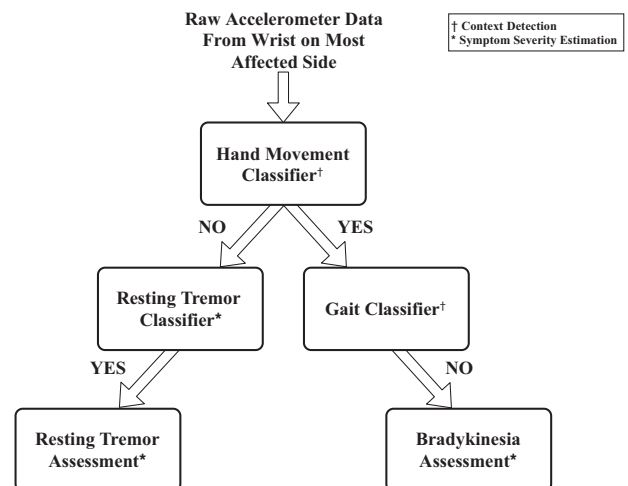 Raw Accelerometer Data
From Wrist on Most
Affected Side
† Context Detection
* Symptom Severity Estimation
Hand Movement
Classifier†
NO
YES
Resting Tremor
Classifier*
Gait Classifier†
YES
NO
Resting Tremor
Assessment*
Bradykinesia
Assessment*